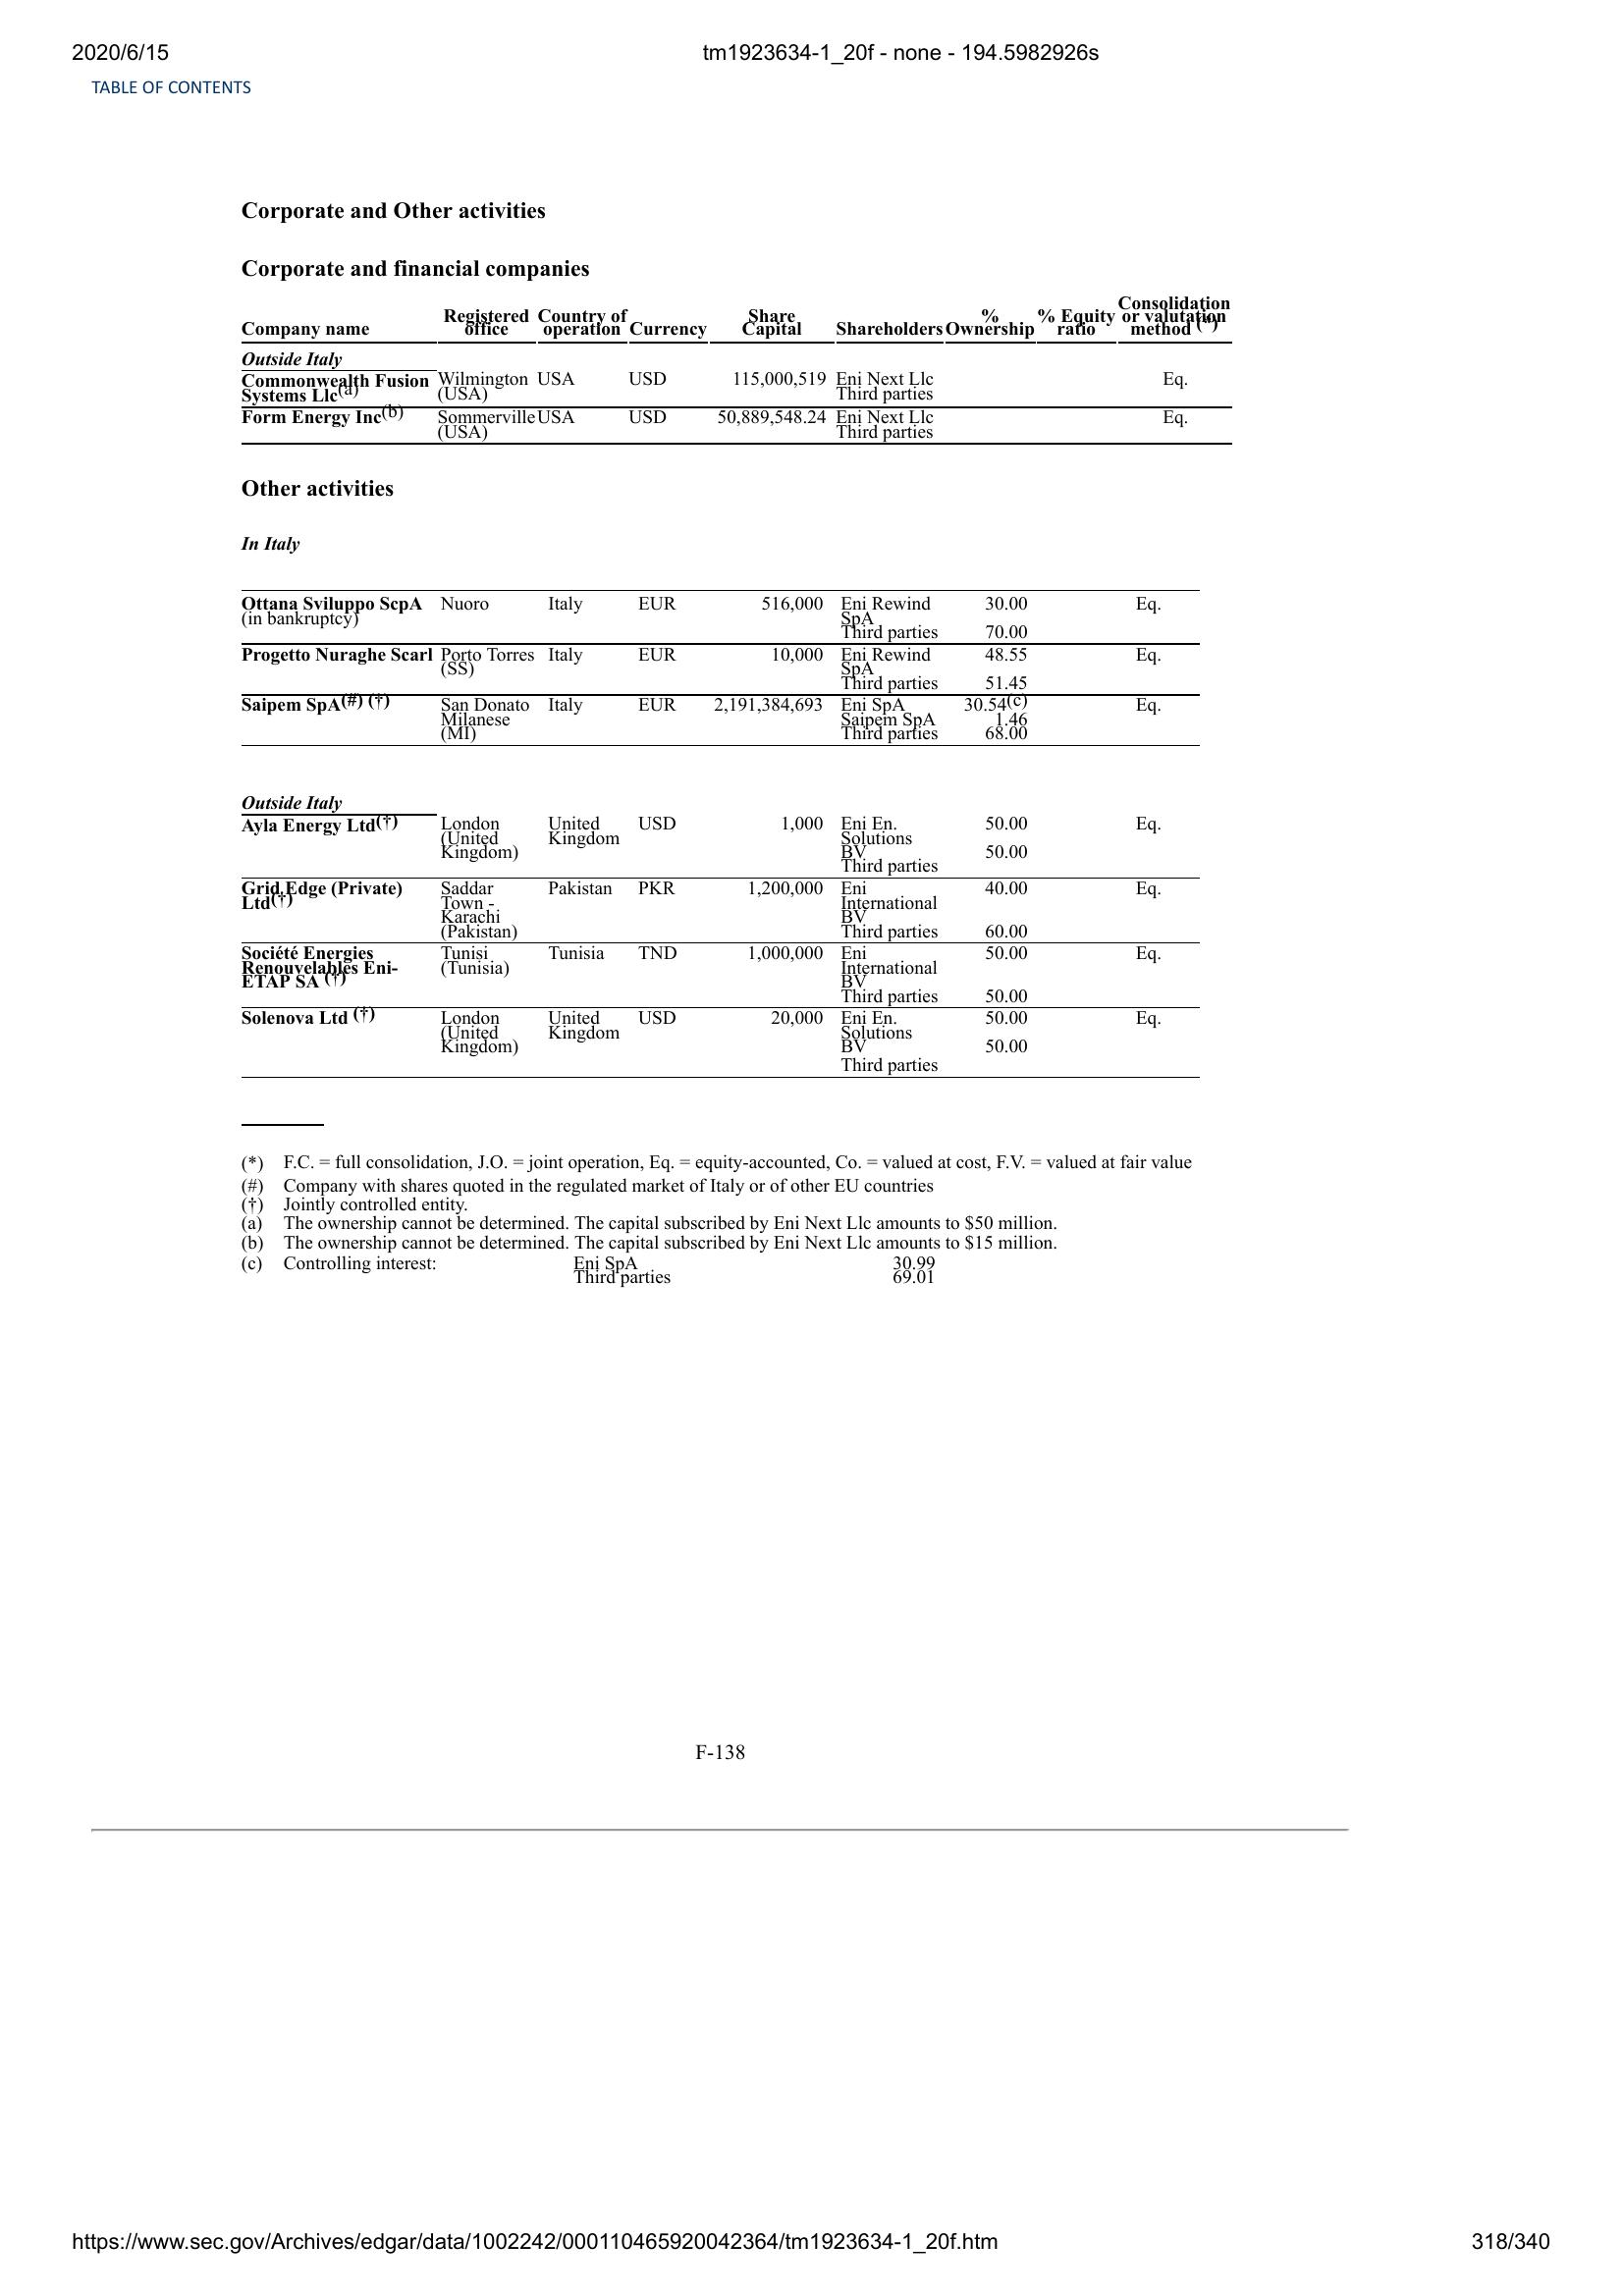 2020/6/15 tm1923634-1_20f - none - 194.5982926s
TABLE OF CONTENTS
Corporate and Other activities
Corporate and financial companies
Company name Registered office Country of operation Currency Share Capital Shareholders % Ownership % Equity ratio Consolidation or valutation method (*)
Outside Italy
Commonwealth Fusion Wilmington USA USD 115,000,519 Eni Next Llc Eq.
Systems Llc(a) (USA) Third parties
Form Energy Inc(b) Sommerville USA USD 50,889,548.24 Eni Next Llc Eq.
(USA) Third parties
Other activities
In Italy
Ottana Sviluppo ScpA Nuoro Italy EUR 516,000 Eni Rewind 30.00 Eq.
(in bankruptcy) SpA
Third parties 70.00
Progetto Nuraghe Scarl Porto Torres Italy EUR 10,000 Eni Rewind 48.55 Eq.
(SS) SpA
Third parties 51.45
Saipem SpA(#) (†) San Donato Italy EUR 2,191,384,693 Eni SpA 30.54(c) Eq.
Milanese Saipem SpA 1.46
(MI) Third parties 68.00
Outside Italy
Ayla Energy Ltd(†) London United USD 1,000 Eni En. 50.00 Eq.
(United Kingdom Solutions
Kingdom) BV 50.00
Third parties
Grid Edge (Private) Saddar Pakistan PKR 1,200,000 Eni 40.00 Eq.
Ltd(†) Town - International
Karachi BV
(Pakistan) Third parties 60.00
Société Energies Tunisi Tunisia TND 1,000,000 Eni 50.00 Eq.
Renouvelables Eni- (Tunisia) International
ETAP SA (†) BV
Third parties 50.00
Solenova Ltd (†) London United USD 20,000 Eni En. 50.00 Eq.
(United Kingdom Solutions
Kingdom) BV 50.00
Third parties
(*) F.C. = full consolidation, J.O. = joint operation, Eq. = equity-accounted, Co. = valued at cost, F.V. = valued at fair value
(#) Company with shares quoted in the regulated market of Italy or of other EU countries
(†) Jointly controlled entity.
(a) The ownership cannot be determined. The capital subscribed by Eni Next Llc amounts to $50 million.
(b) The ownership cannot be determined. The capital subscribed by Eni Next Llc amounts to $15 million.
(c) Controlling interest: Eni SpA 30.99
Third parties 69.01
F-138
https://www.sec.gov/Archives/edgar/data/1002242/000110465920042364/tm1923634-1_20f.htm 318/340